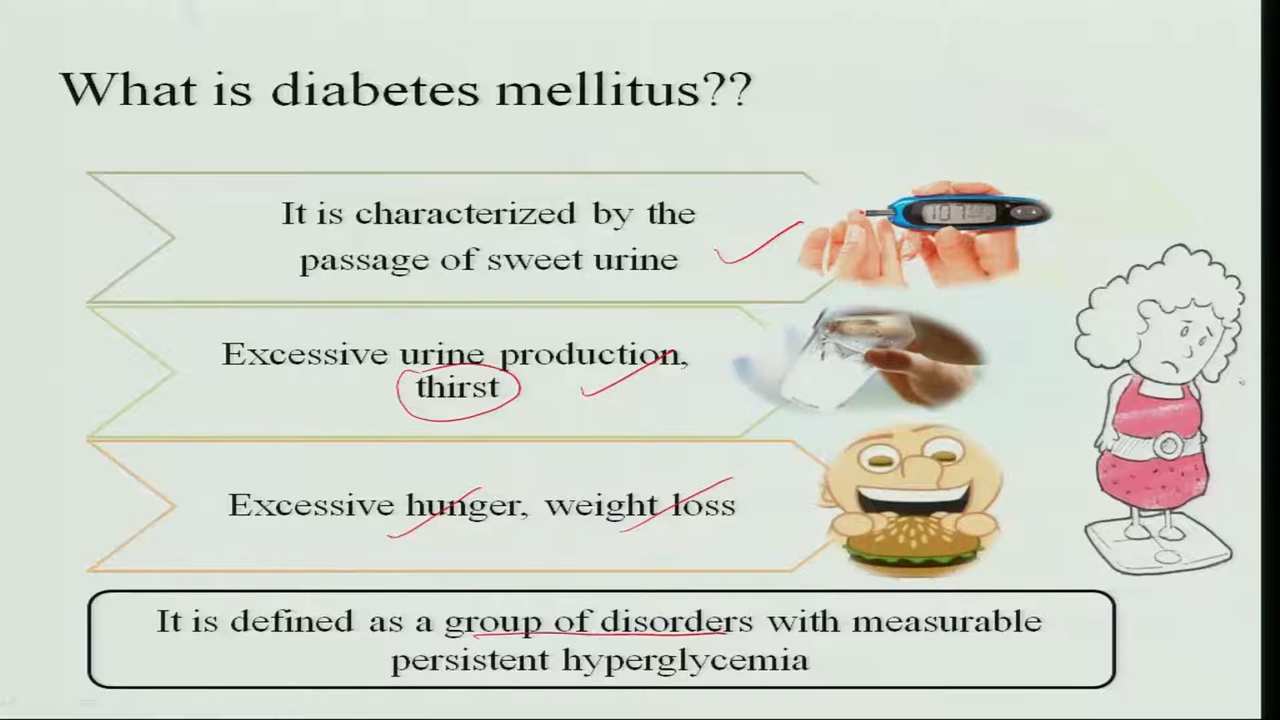 What is diabetes mellitus??
It is characterized by the
passage of sweet urine
Excessive urine production,
thirst
Excessive hunger, weight loss
It is defined as a group of disorders with measurable
persistent hyperglycemia